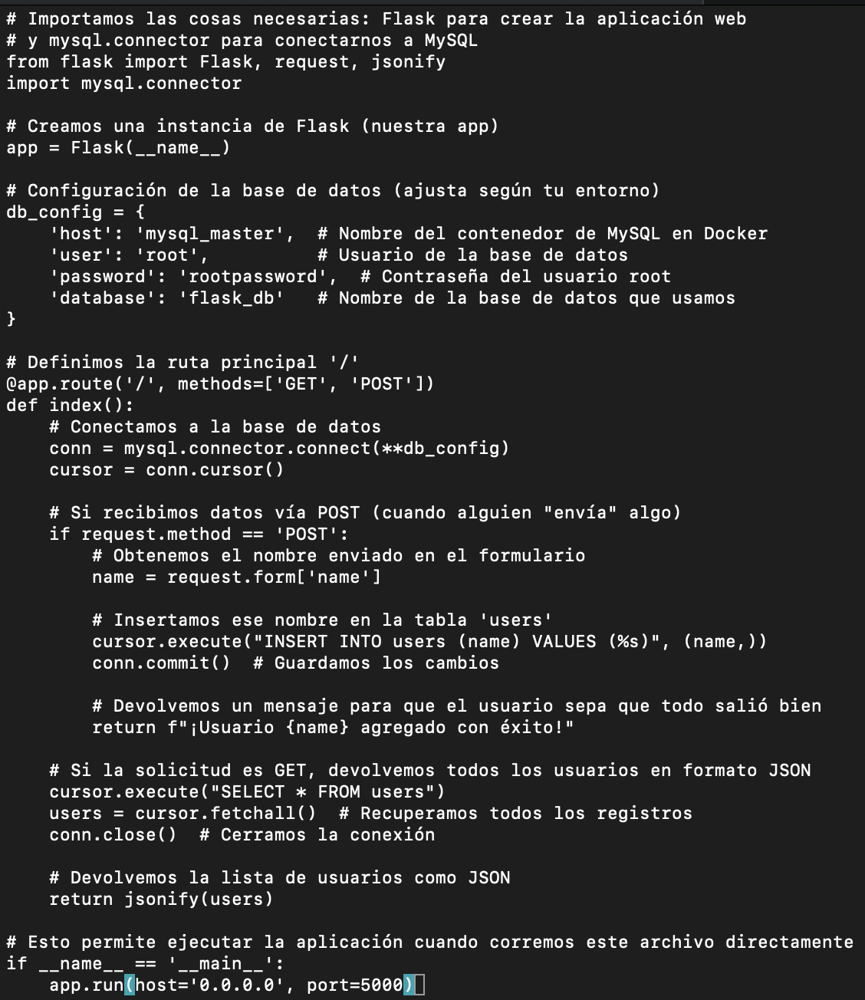 # Importamos las cosas necesarias: Flask para crear la aplicación web
# y mysql.connector para conectarnos a MySQL
from flask import Flask, request, jsonify
import mysql.connector

# Creamos una instancia de Flask (nuestra app)
app = Flask(__name__)

# Configuración de la base de datos (ajusta según tu entorno)
db_config = {
    'host': 'mysql_master',  # Nombre del contenedor de MySQL en Docker
    'user': 'root',          # Usuario de la base de datos
    'password': 'rootpassword',  # Contraseña del usuario root
    'database': 'flask_db'   # Nombre de la base de datos que usamos
}

# Definimos la ruta principal '/'
@app.route('/', methods=['GET', 'POST'])
def index():
    # Conectamos a la base de datos
    conn = mysql.connector.connect(**db_config)
    cursor = conn.cursor()

    # Si recibimos datos vía POST (cuando alguien "envía" algo)
    if request.method == 'POST':
        # Obtenemos el nombre enviado en el formulario
        name = request.form['name']

        # Insertamos ese nombre en la tabla 'users'
        cursor.execute("INSERT INTO users (name) VALUES (%s)", (name,))
        conn.commit()  # Guardamos los cambios

        # Devolvemos un mensaje para que el usuario sepa que todo salió bien
        return f"¡Usuario {name} agregado con éxito!"

    # Si la solicitud es GET, devolvemos todos los usuarios en formato JSON
    cursor.execute("SELECT * FROM users")
    users = cursor.fetchall()  # Recuperamos todos los registros
    conn.close()  # Cerramos la conexión

    # Devolvemos la lista de usuarios como JSON
    return jsonify(users)

# Esto permite ejecutar la aplicación cuando corremos este archivo directamente
if __name__ == '__main__':
    app.run(host='0.0.0.0', port=5000)